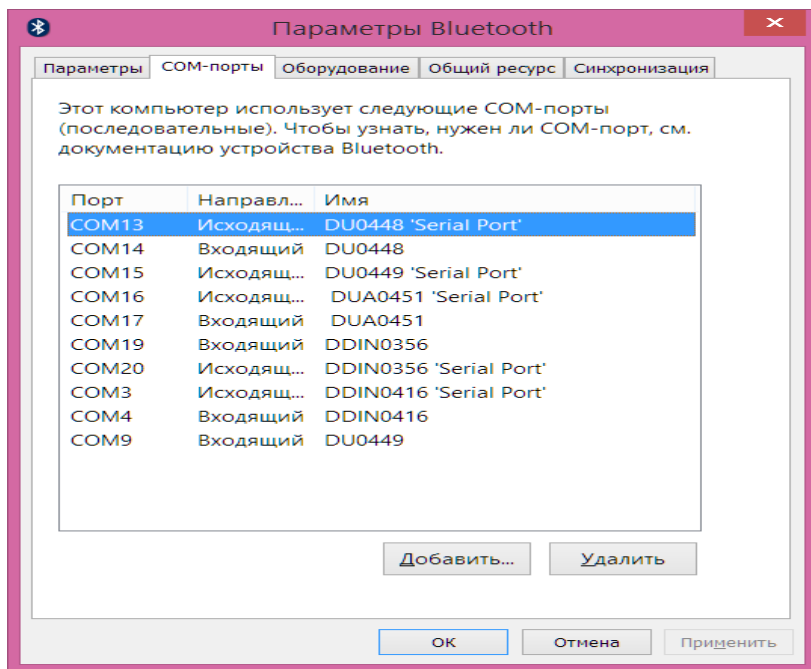 Параметры Bluetooth
Параметры COM-порты Оборудование Общий ресурс Синхронизация
Этот компьютер использует следующие COM-порты
(последовательные). Чтобы узнать, нужен ли COM-порт, см.
документацию устройства Bluetooth.
Порт Направл... Имя
COM13 Исходящ... DU0448 'Serial Port'
COM14 Входящий DU0448
COM15 Исходящ... DU0449 'Serial Port'
COM16 Исходящ... DUA0451 'Serial Port'
COM17 Входящий DUA0451
COM19 Входящий DDIN0356
COM20 Исходящ... DDIN0356 'Serial Port'
COM3 Исходящ... DDIN0416 'Serial Port'
COM4 Входящий DDIN0416
COM9 Входящий DU0449
Добавить... Удалить
ОК Отмена Применить